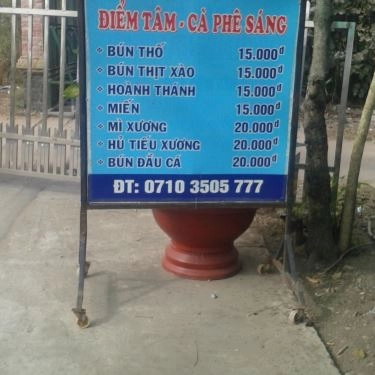 ĐIỂM TÂM - CÀ PHÊ SÁNG
• BÚN THỐ 15.000đ
• BÚN THỊT XÀO 15.000đ
• HOÀNH THÁNH 15.000đ
• MIẾN 15.000đ
• MÌ XƯƠNG 20.000đ
• HỦ TIẾU XƯƠNG 20.000đ
• BÚN ĐẦU CÁ 20.000đ
ĐT: 0710 3505 777